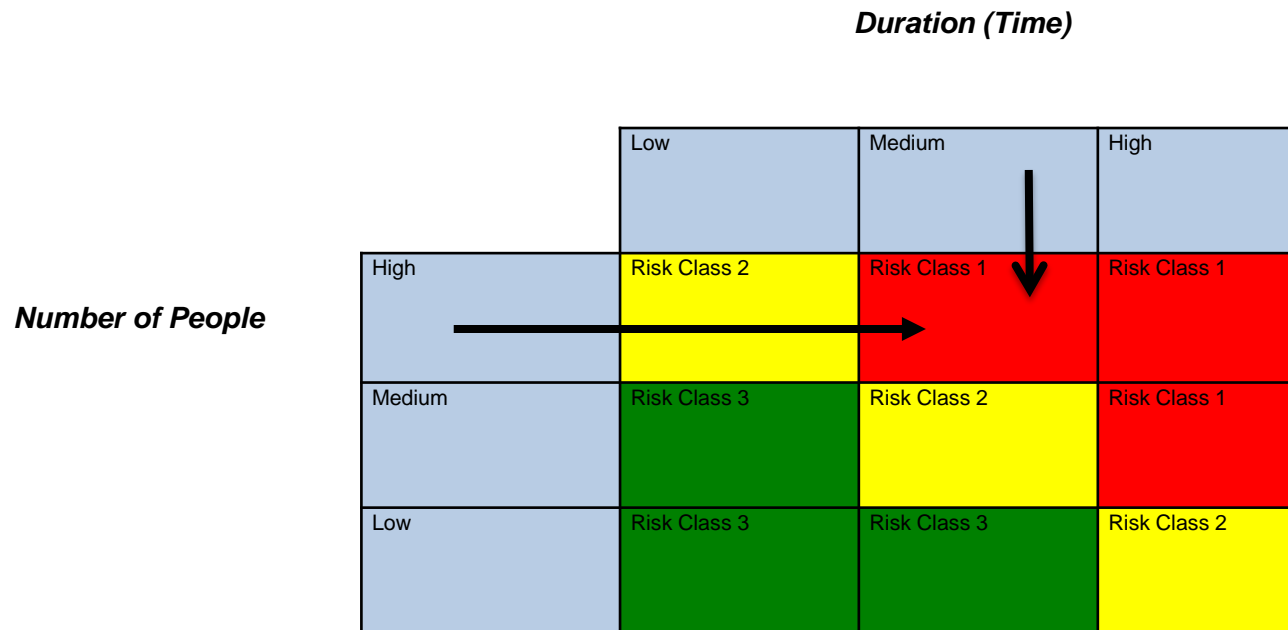 Duration (Time)
Low Medium High
High Risk Class 2 Risk Class 1 Risk Class 1
Number of People
Medium Risk Class 3 Risk Class 2 Risk Class 1
Low Risk Class 3 Risk Class 3 Risk Class 2